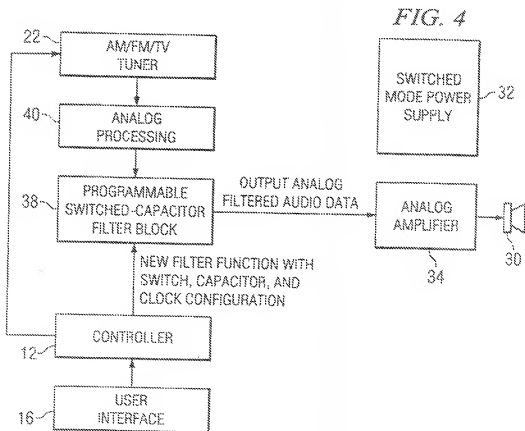 FIG. 4
22
AM/FM/TV
TUNER
SWITCHED
MODE POWER
SUPPLY
32
40
ANALOG
PROCESSING
38
PROGRAMMABLE
SWITCHED-CAPACITOR
FILTER BLOCK
OUTPUT ANALOG
FILTERED AUDIO DATA
ANALOG
AMPLIFIER
34
30
NEW FILTER FUNCTION WITH
SWITCH, CAPACITOR, AND
CLOCK CONFIGURATION
CONTROLLER
12
USER
INTERFACE
16